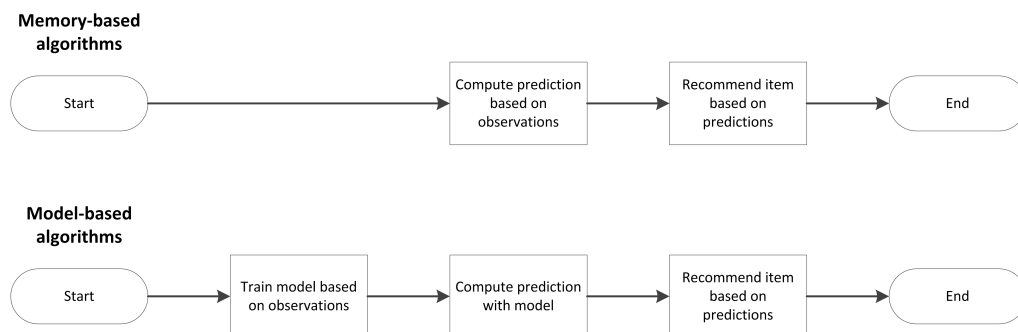 Memory-based
algorithms
Start
Compute prediction
based on
observations
Recommend item
based on
predictions
End
Model-based
algorithms
Start
Train model based
on observations
Compute prediction
with model
Recommend item
based on
predictions
End